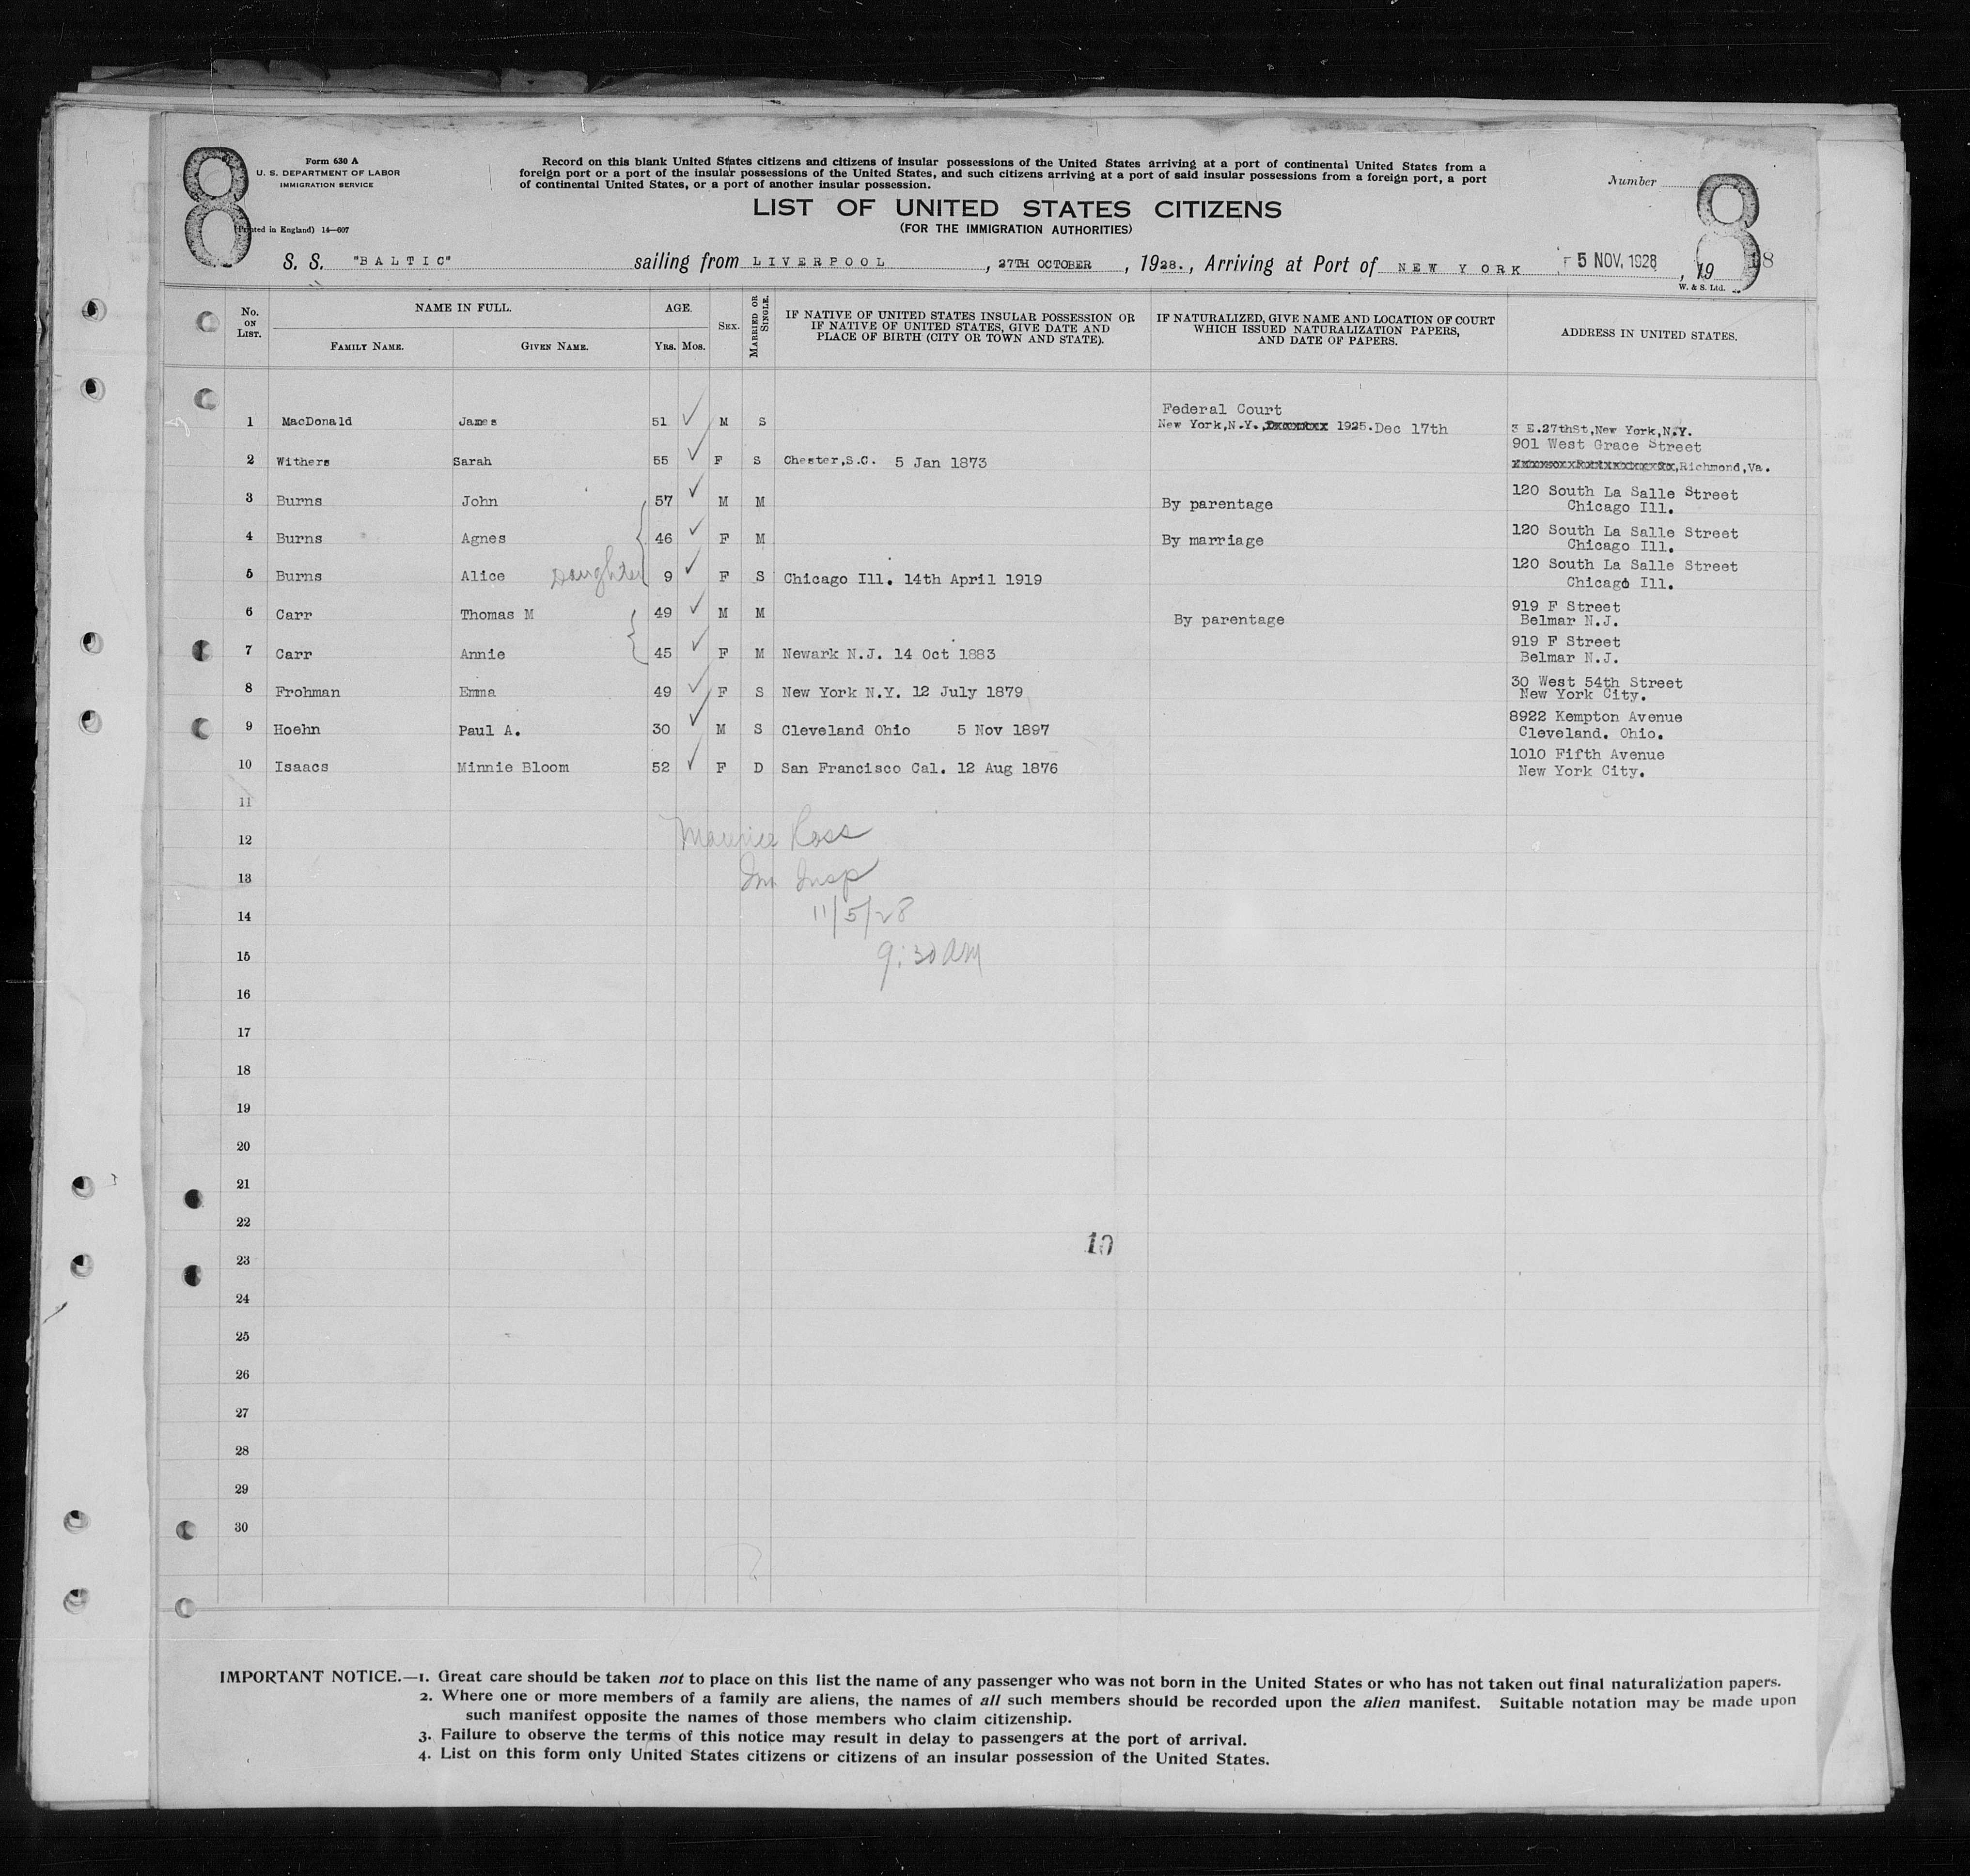 8
Form 630 A
U. S. DEPARTMENT OF LABOR
IMMIGRATION SERVICE
(Printed in England) 14—607
Record on this blank United States citizens and citizens of insular possessions of the United States arriving at a port of continental United States from a
foreign port or a port of the insular possessions of the United States, and such citizens arriving at a port of said insular possessions from a foreign port, a port
of continental United States, or a port of another insular possession.
Number
8
LIST OF UNITED STATES CITIZENS
(FOR THE IMMIGRATION AUTHORITIES)
S. S. "BALTIC" sailing from LIVERPOOL, 27TH OCTOBER, 1928., Arriving at Port of NEW YORK 5 NOV. 1928, 19 18
W. & S. Ltd.
No. ON LIST. NAME IN FULL. FAMILY NAME. GIVEN NAME. AGE. YRS. MOS. SEX. MARRIED OR SINGLE. IF NATIVE OF UNITED STATES INSULAR POSSESSION OR IF NATIVE OF UNITED STATES, GIVE DATE AND PLACE OF BIRTH (CITY OR TOWN AND STATE). IF NATURALIZED, GIVE NAME AND LOCATION OF COURT WHICH ISSUED NATURALIZATION PAPERS, AND DATE OF PAPERS. ADDRESS IN UNITED STATES.
Federal Court
1 MacDonald James 51 M S New York,N.Y., 1925.Dec 17th 3 E.27thSt,New York,N.Y.
901 West Grace Street
2 Withers Sarah 55 F S Chester,S.C. 5 Jan 1873 ,Richmond,Va.
3 Burns John 57 M M By parentage 120 South La Salle Street
Chicago Ill.
4 Burns Agnes 46 F M By marriage 120 South La Salle Street
Chicago Ill.
5 Burns Alice Daughter 9 F S Chicago Ill. 14th April 1919 120 South La Salle Street
Chicago Ill.
6 Carr Thomas M 49 M M By parentage 919 F Street
Belmar N.J.
7 Carr Annie 45 F M Newark N.J. 14 Oct 1883 919 F Street
Belmar N.J.
8 Frohman Emma 49 F S New York N.Y. 12 July 1879 30 West 54th Street
New York City.
9 Hoehn Paul A. 30 M S Cleveland Ohio 5 Nov 1897 8922 Kempton Avenue
Cleveland. Ohio.
10 Isaacs Minnie Bloom 52 F D San Francisco Cal. 12 Aug 1876 1010 Fifth Avenue
New York City.
11
12 Maurice Ross
13 Im Insp
14 11/5/28
15 9:30 AM
16
17
18
19
20
21
22
10
23
24
25
26
27
28
29
30
IMPORTANT NOTICE.—1. Great care should be taken not to place on this list the name of any passenger who was not born in the United States or who has not taken out final naturalization papers.
2. Where one or more members of a family are aliens, the names of all such members should be recorded upon the alien manifest. Suitable notation may be made upon
such manifest opposite the names of those members who claim citizenship.
3. Failure to observe the terms of this notice may result in delay to passengers at the port of arrival.
4. List on this form only United States citizens or citizens of an insular possession of the United States.